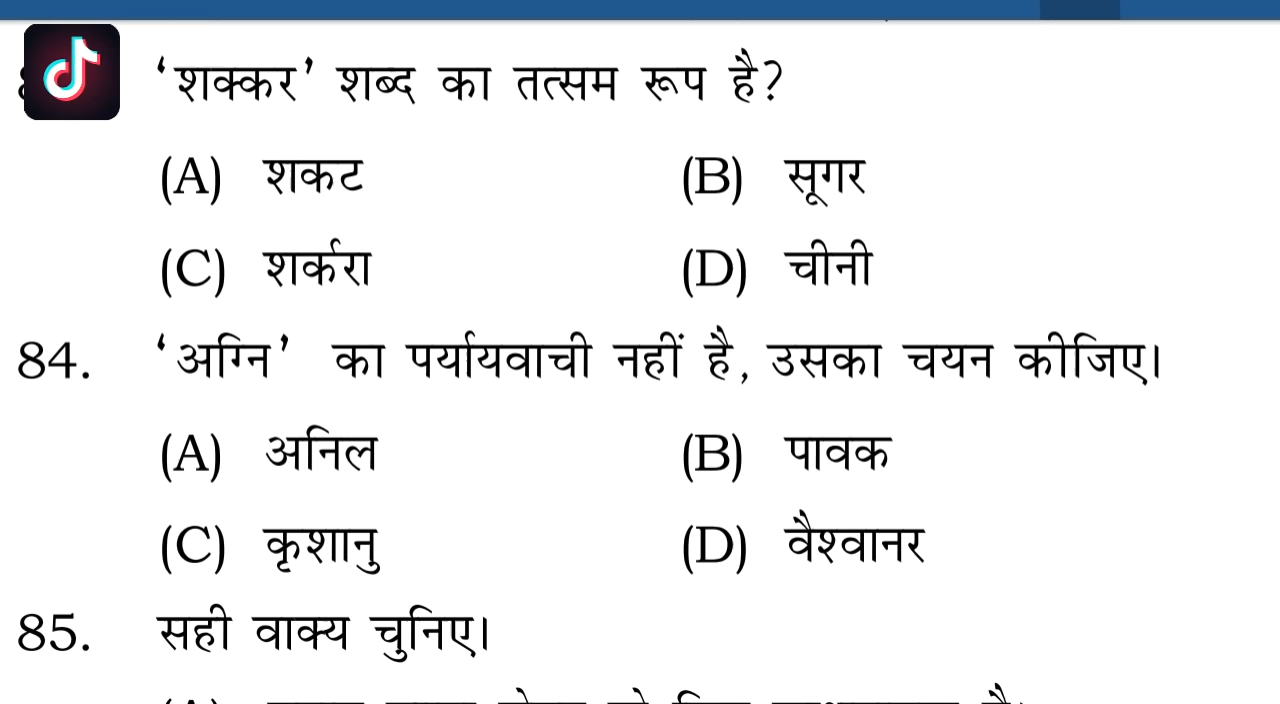 ‘शक्कर’ शब्द का तत्सम रूप है?
(A) शकट (B) सूगर
(C) शर्करा (D) चीनी
84. ‘अग्नि’ का पर्यायवाची नहीं है, उसका चयन कीजिए।
(A) अनिल (B) पावक
(C) कृशानु (D) वैश्वानर
85. सही वाक्य चुनिए।